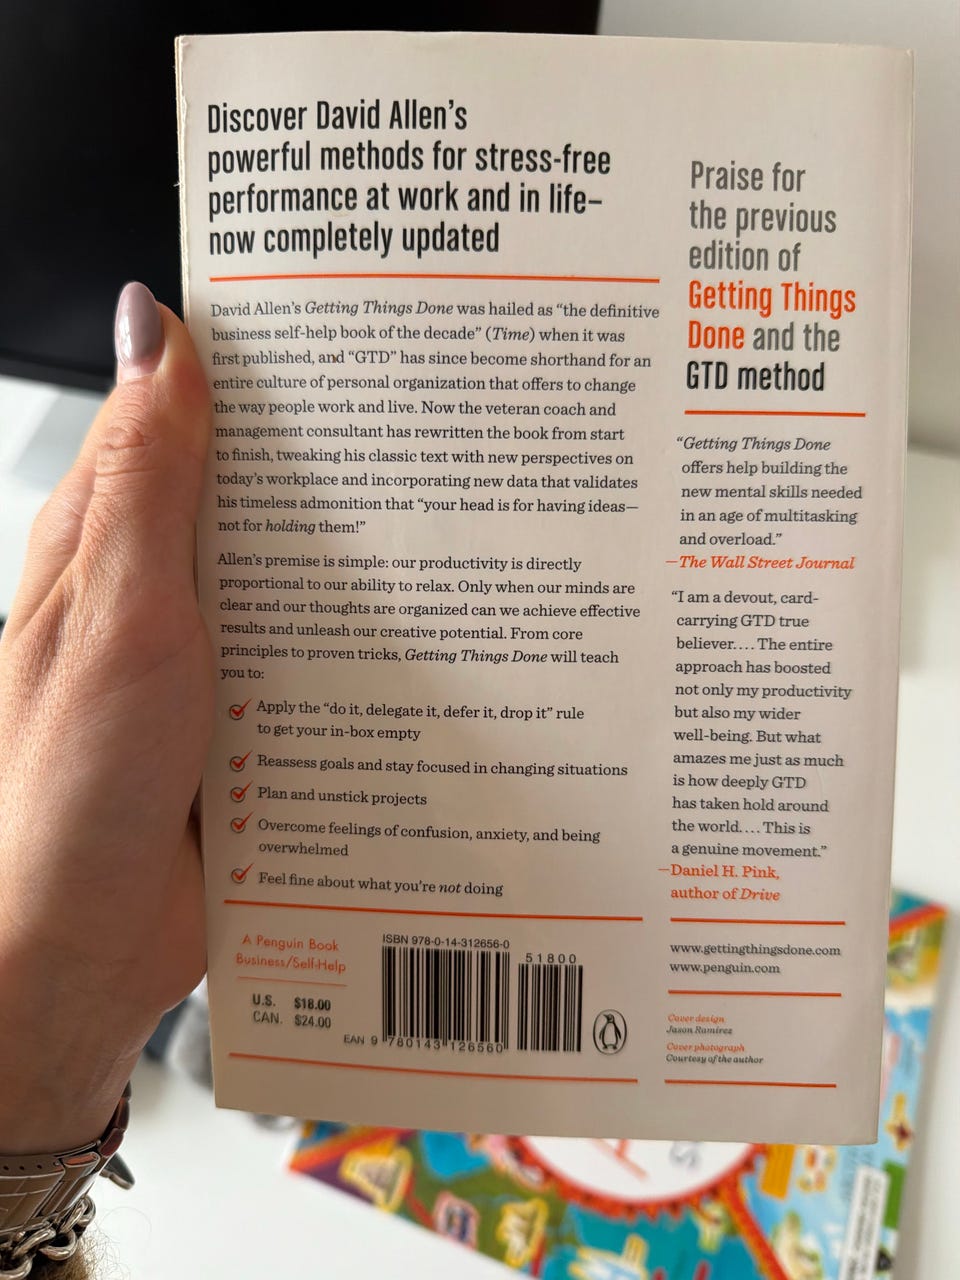 Discover David Allen's
powerful methods for stress-free
performance at work and in life–
now completely updated
David Allen's Getting Things Done was hailed as "the definitive
business self-help book of the decade" (Time) when it was
first published, and "GTD" has since become shorthand for an
entire culture of personal organization that offers to change
the way people work and live. Now the veteran coach and
management consultant has rewritten the book from start
to finish, tweaking his classic text with new perspectives on
today's workplace and incorporating new data that validates
his timeless admonition that "your head is for having ideas—
not for holding them!"
Allen's premise is simple: our productivity is directly
proportional to our ability to relax. Only when our minds are
clear and our thoughts are organized can we achieve effective
results and unleash our creative potential. From core
principles to proven tricks, Getting Things Done will teach
you to:
Apply the "do it, delegate it, defer it, drop it" rule
to get your in-box empty
Reassess goals and stay focused in changing situations
Plan and unstick projects
Overcome feelings of confusion, anxiety, and being
overwhelmed
Feel fine about what you're not doing
A Penguin Book
Business/Self-Help
U.S. $18.00
CAN. $24.00
ISBN 978-0-14-312656-0
51800
EAN 9 780143 126560
Praise for
the previous
edition of
Getting Things
Done and the
GTD method
"Getting Things Done
offers help building the
new mental skills needed
in an age of multitasking
and overload."
—The Wall Street Journal
"I am a devout, card-
carrying GTD true
believer.... The entire
approach has boosted
not only my productivity
but also my wider
well-being. But what
amazes me just as much
is how deeply GTD
has taken hold around
the world.... This is
a genuine movement."
—Daniel H. Pink,
author of Drive
www.gettingthingsdone.com
www.penguin.com
Cover design
Jason Ramirez
Cover photograph
Courtesy of the author